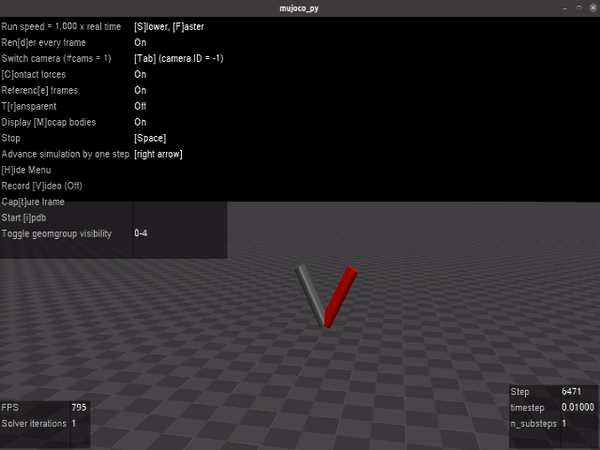 mujoco_py
Run speed = 1.000 x real time [S]lower, [F]aster
Ren[d]er every frame On
Switch camera (#cams = 1) [Tab] (camera ID = -1)
[C]ontact forces On
Referenc[e] frames On
T[r]ansparent Off
Display [M]ocap bodies On
Stop [Space]
Advance simulation by one step [right arrow]
[H]ide Menu
Record [V]ideo (Off)
Cap[t]ure frame
Start [i]pdb
Toggle geomgroup visibility 0-4
FPS 795
Solver iterations 1
Step 6471
timestep 0.01000
n_substeps 1